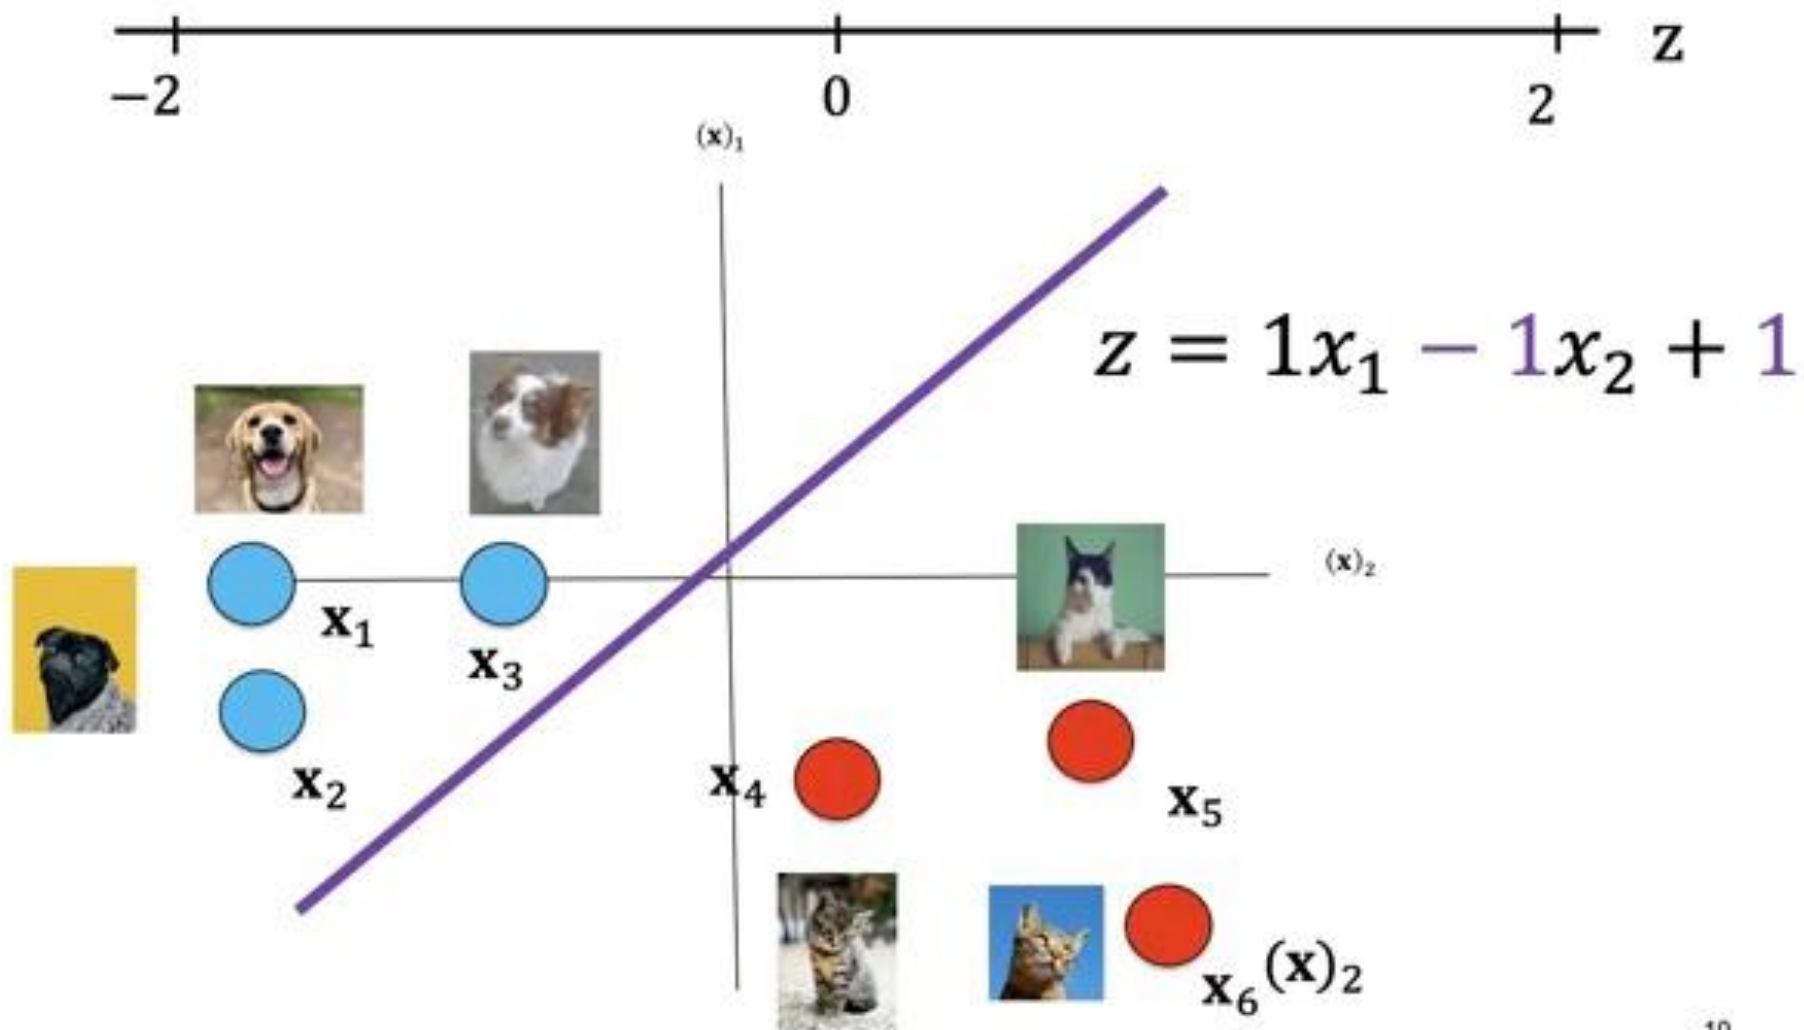 z
−2 0 2
(x)₁
z = 1x₁ − 1x₂ + 1
(x)₂
x₁
x₃
x₂
x₄
x₅
x₆ (x)₂